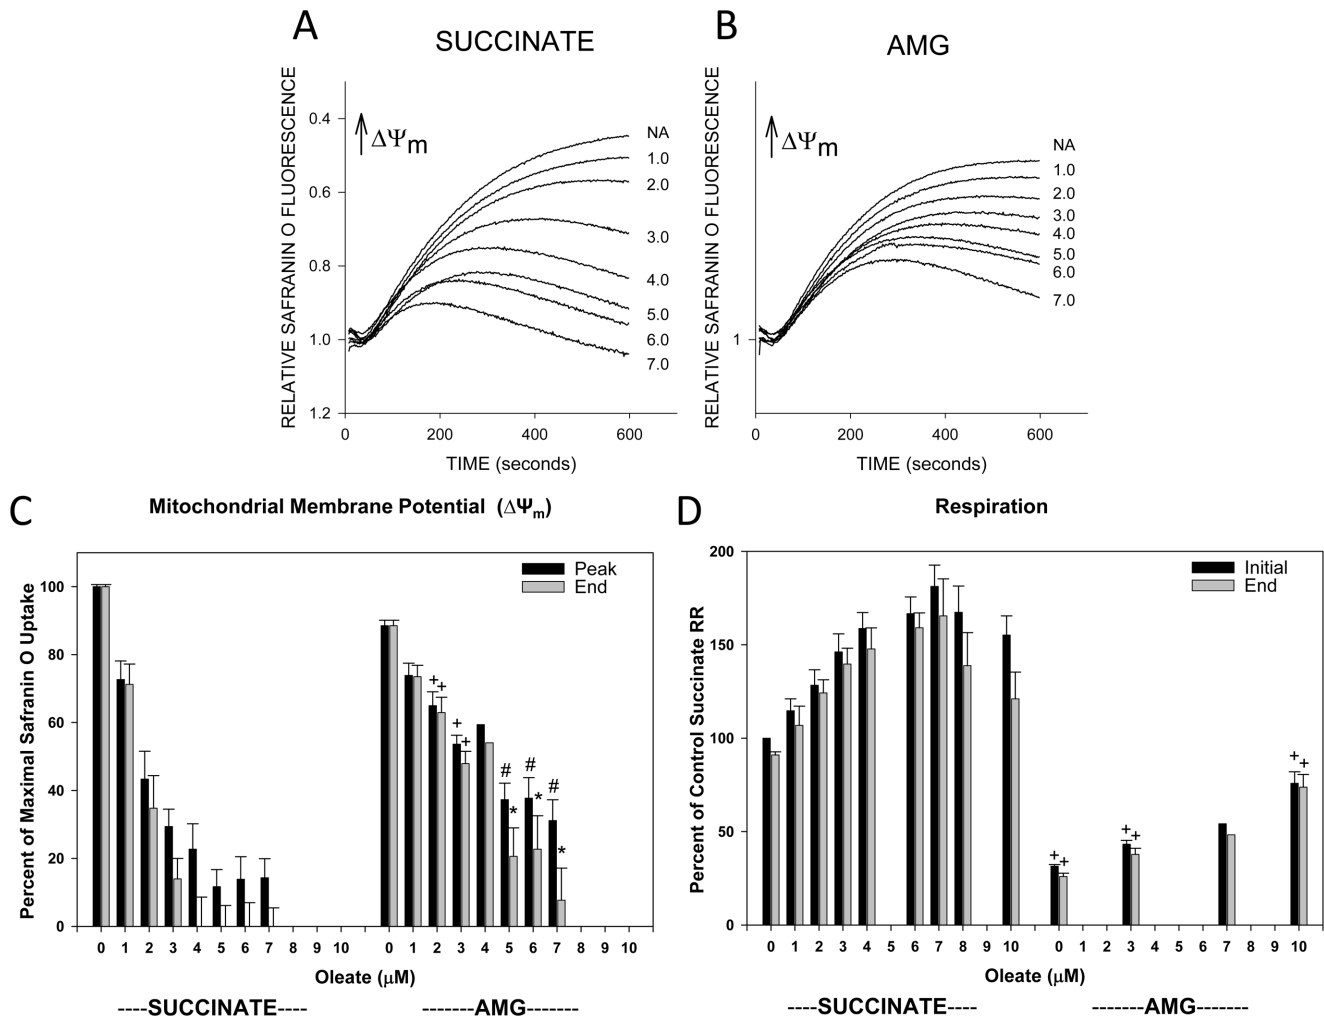 A
SUCCINATE
RELATIVE SAFRANIN O FLUORESCENCE
0.4
0.6
0.8
1.0
1.2
ΔΨm
NA
1.0
2.0
3.0
4.0
5.0
6.0
7.0
0 200 400 600
TIME (seconds)
B
AMG
RELATIVE SAFRANIN O FLUORESCENCE
1
ΔΨm
NA
1.0
2.0
3.0
4.0
5.0
6.0
7.0
0 200 400 600
TIME (seconds)
C
Mitochondrial Membrane Potential (ΔΨm)
Percent of Maximal Safranin O Uptake
100
80
60
40
20
0
Peak
End
+ + + + # * # * # *
0 1 2 3 4 5 6 7 8 9 10 0 1 2 3 4 5 6 7 8 9 10
Oleate (μM)
----SUCCINATE---- -------AMG-------
D
Respiration
Percent of Control Succinate RR
200
150
100
50
0
Initial
End
+ + + + + +
0 1 2 3 4 5 6 7 8 9 10 0 1 2 3 4 5 6 7 8 9 10
Oleate (μM)
----SUCCINATE---- -------AMG-------